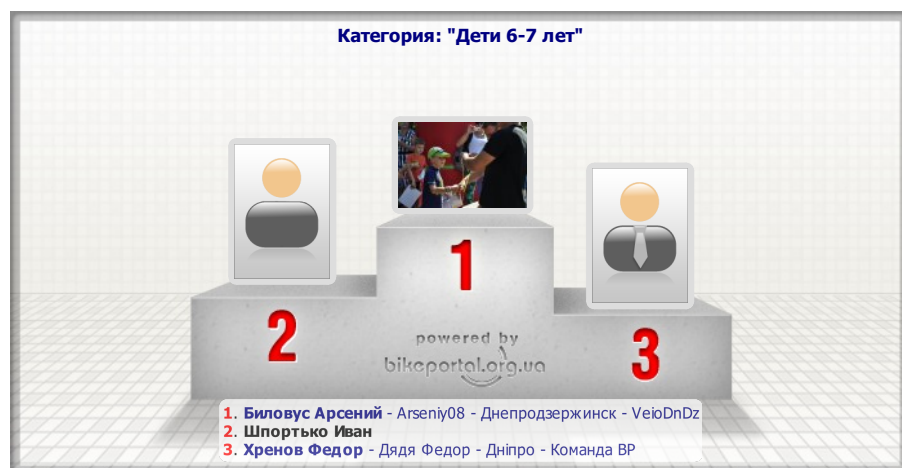 Категория: "Дети 6-7 лет"
1
2
3
powered by
bikeportal.org.ua
1. Биловус Арсений - Arseniy08 - Днепродзержинск - VeloDnDz
2. Шпортько Иван
3. Хренов Федор - Дядя Федор - Дніпро - Команда ВР